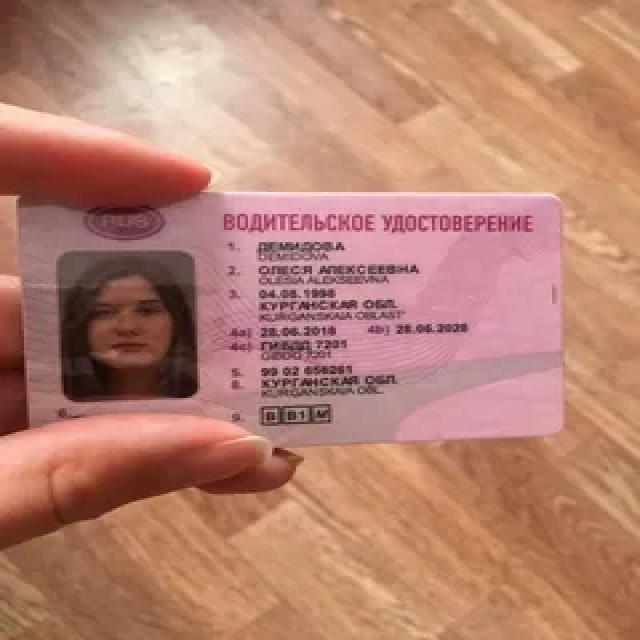 RUS
ВОДИТЕЛЬСКОЕ УДОСТОВЕРЕНИЕ
1. ДЕМИДОВА
DEMIDOVA
2. ОЛЕСЯ АЛЕКСЕЕВНА
OLESIA ALEKSEEVNA
3. 04.08.1998
КУРГАНСКАЯ ОБЛ.
KURGANSKAIA OBLAST'
4a) 28.06.2018 4b) 28.06.2028
4c) ГИБДД 7201
GIBDD 7201
5. 99 02 656261
8. КУРГАНСКАЯ ОБЛ.
KURGANSKAIA OBL.
6.
9. B B1 M